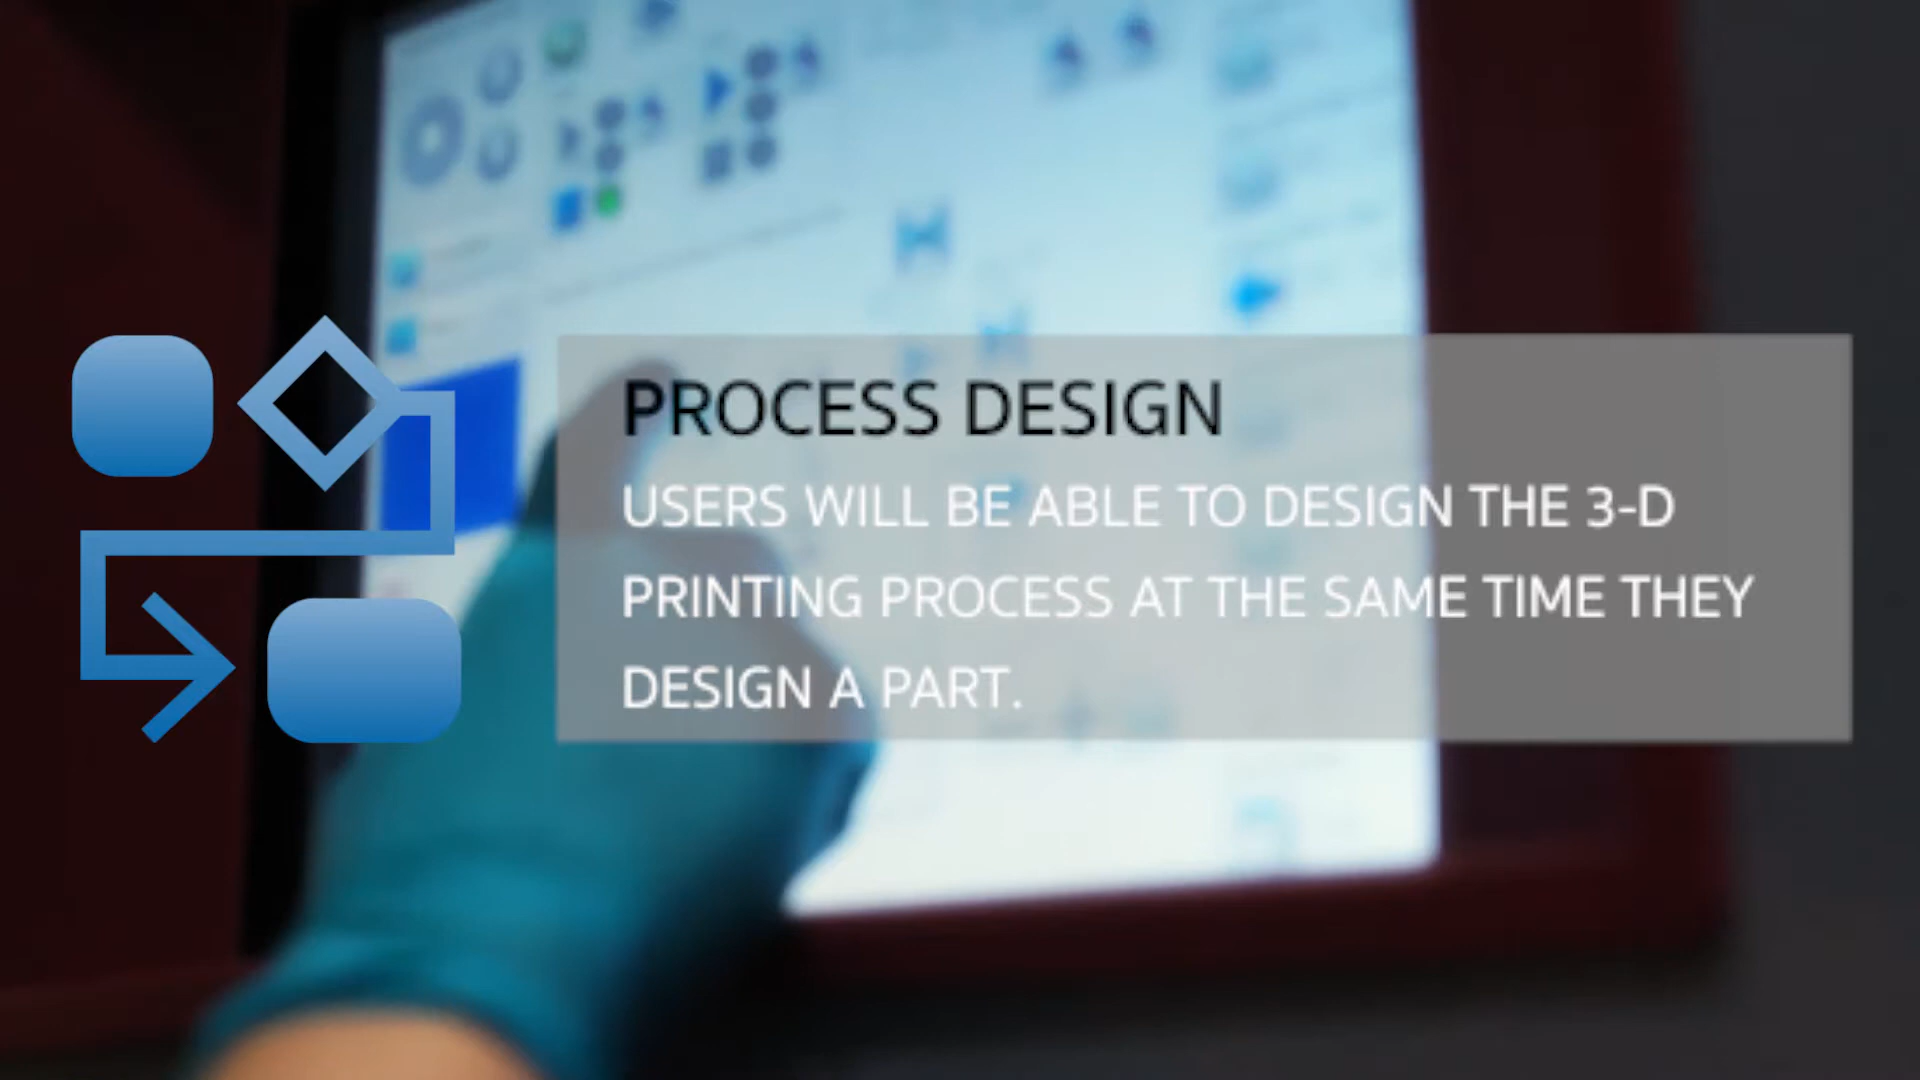 PROCESS DESIGN
USERS WILL BE ABLE TO DESIGN THE 3-D
PRINTING PROCESS AT THE SAME TIME THEY
DESIGN A PART.